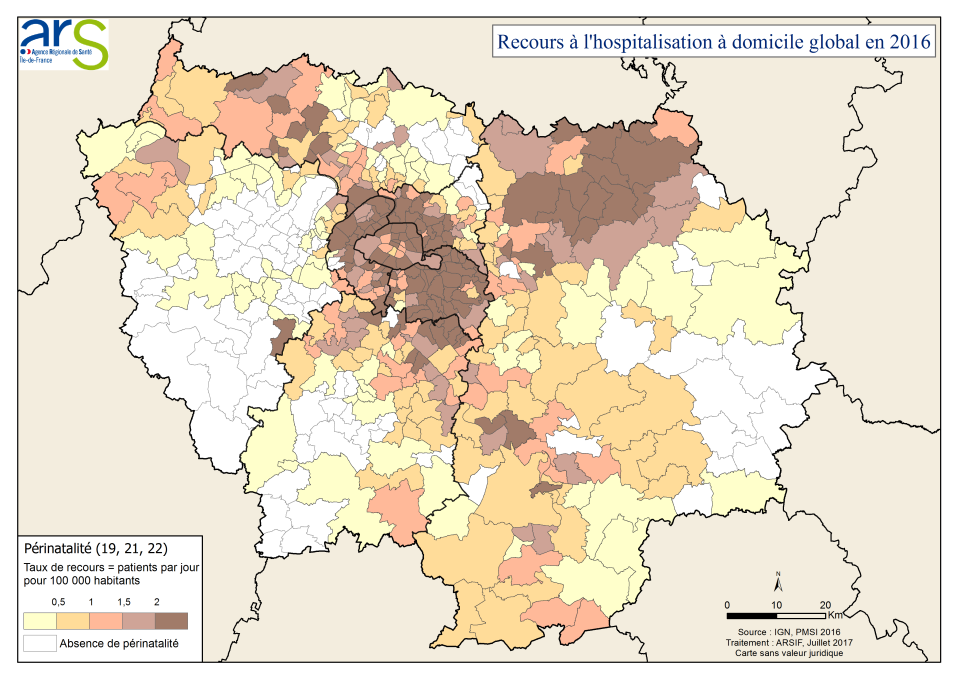 ars
Agence Régionale de Santé
Île-de-France
Recours à l'hospitalisation à domicile global en 2016
Périnatalité (19, 21, 22)
Taux de recours = patients par jour
pour 100 000 habitants
0,5 1 1,5 2
Absence de périnatalité
N
0 10 20
Km
Source : IGN, PMSI 2016
Traitement : ARSIF, Juillet 2017
Carte sans valeur juridique